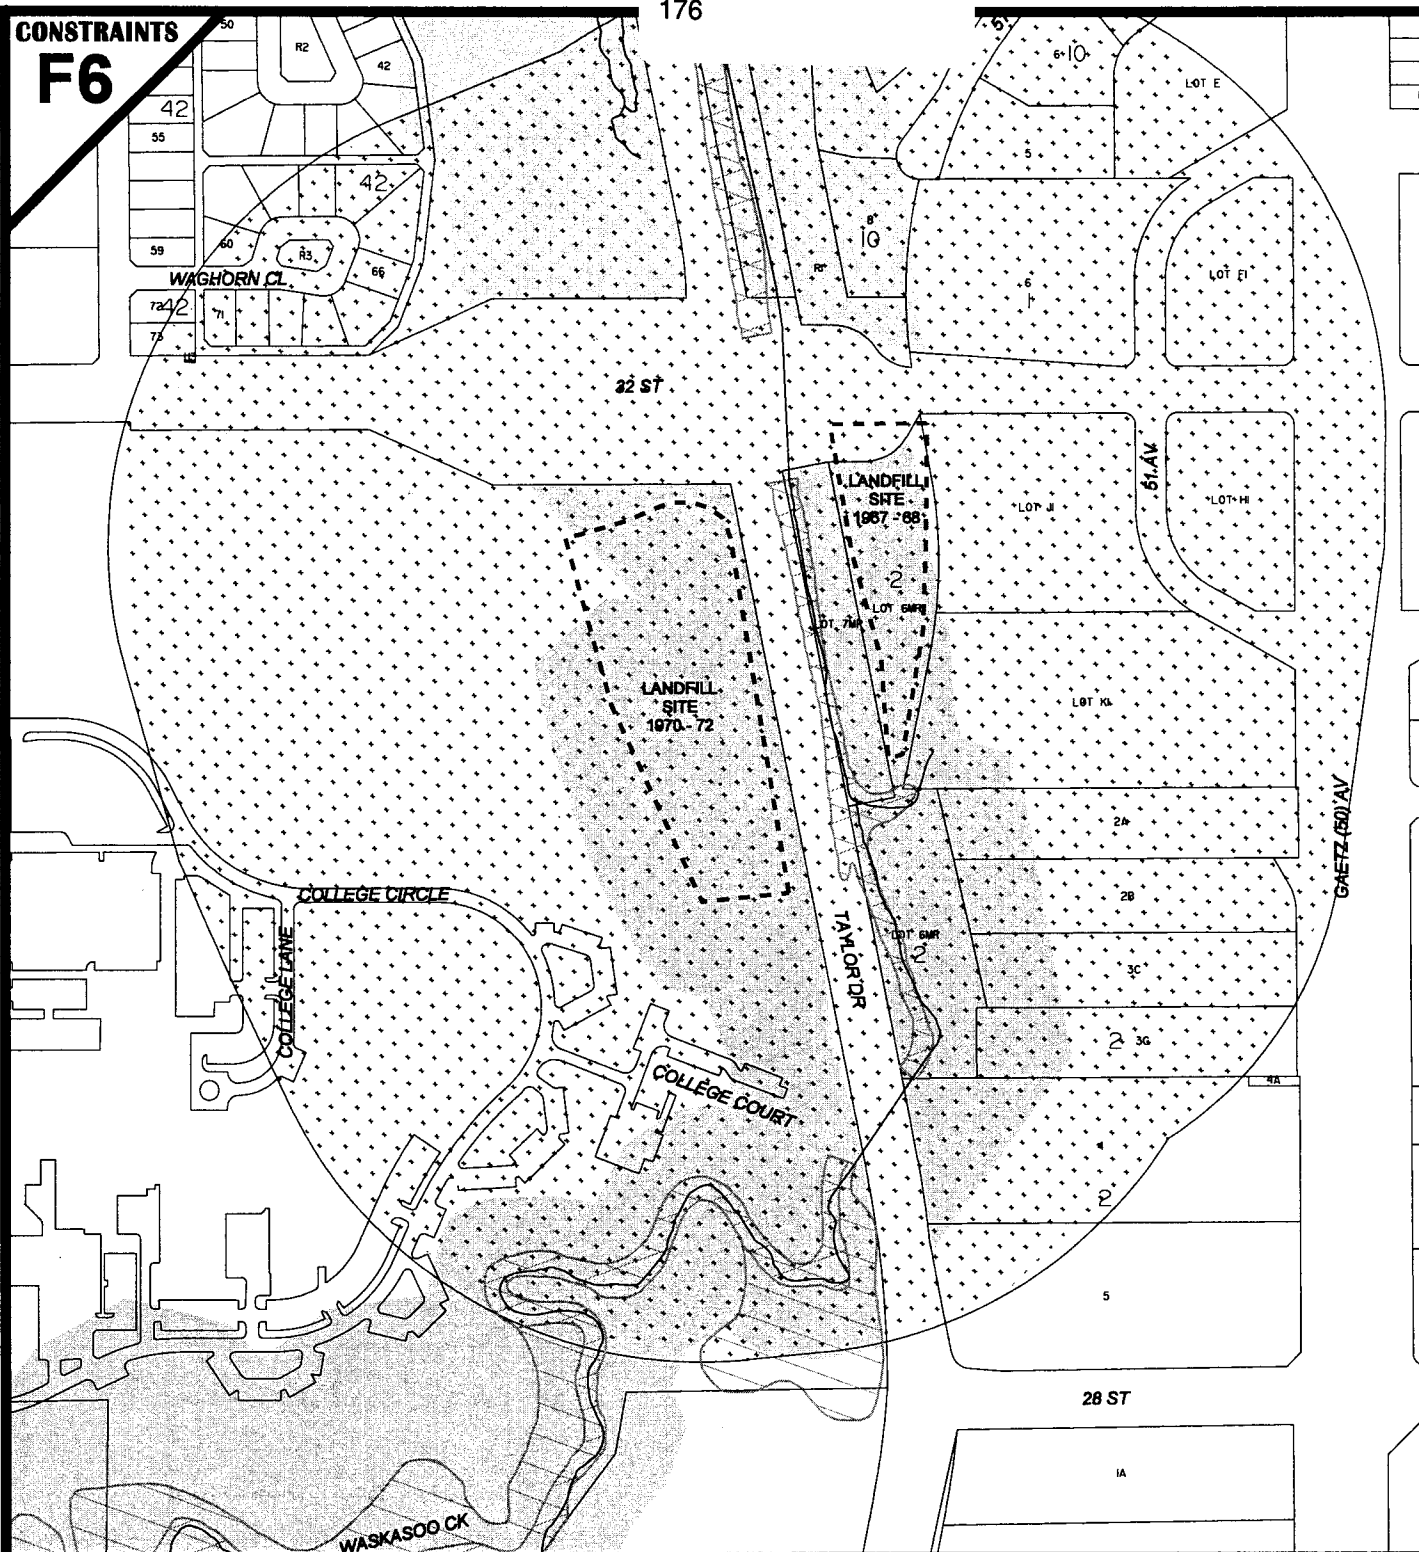 176
CONSTRAINTS
F6
50
R2
42
42
55
42
59
60
R3
66
WAGHORN CL
42
71
73
6
10
LOT E
5
8
10
6
1
LOT E1
32 ST
LANDFILL
SITE
1967 - 68
2
LOT 6MR
LOT 7MR
LOT J1
51 AV
LOT H1
LANDFILL
SITE
1970 - 72
LOT K1
2A
GAETZ (50) AV
2B
COLLEGE CIRCLE
COLLEGE LANE
TAYLOR DR
LOT 6MR
2
3C
2
3G
4A
COLLEGE COURT
4
2
5
28 ST
1A
WASKASOO CK